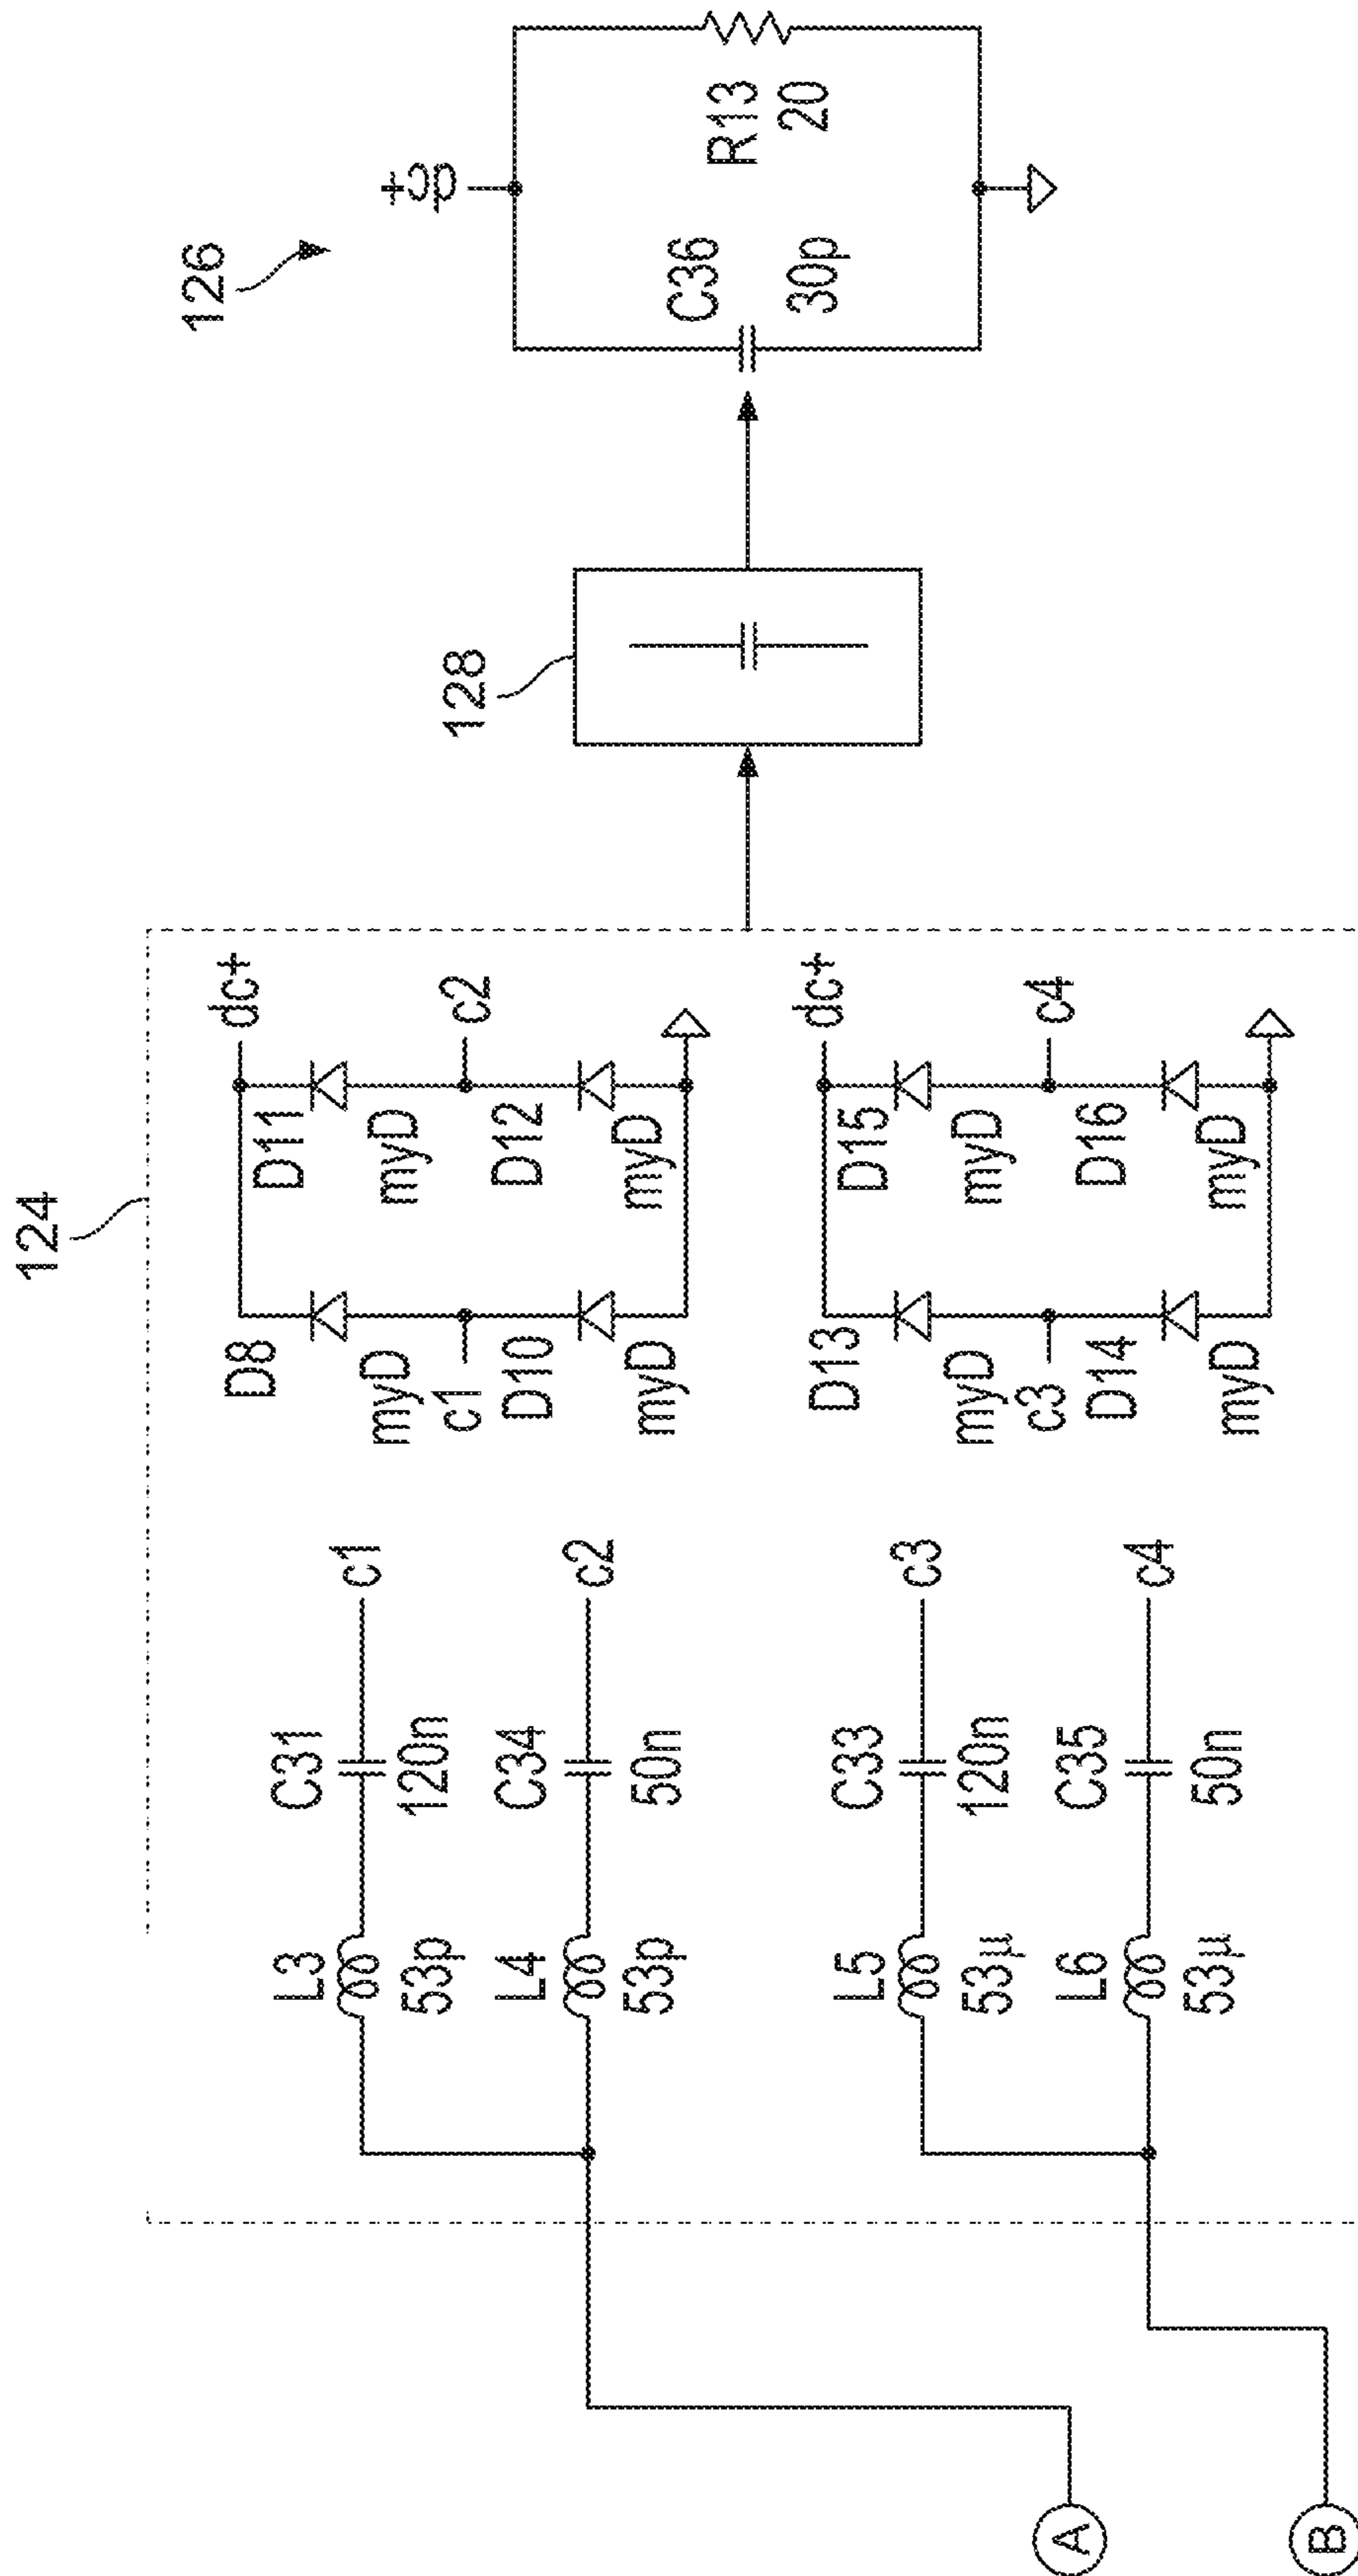 124
L3
53p
C31
120n
c1
L4
53p
C34
50n
c2
L5
53µ
C33
120n
c3
L6
53µ
C35
50n
c4
D8
myD
c1
D10
myD
D11
myD
c2
D12
myD
dc+
D13
myD
c3
D14
myD
D15
myD
c4
D16
myD
dc+
128
126
dc+
C36
30p
R13
20
A
B